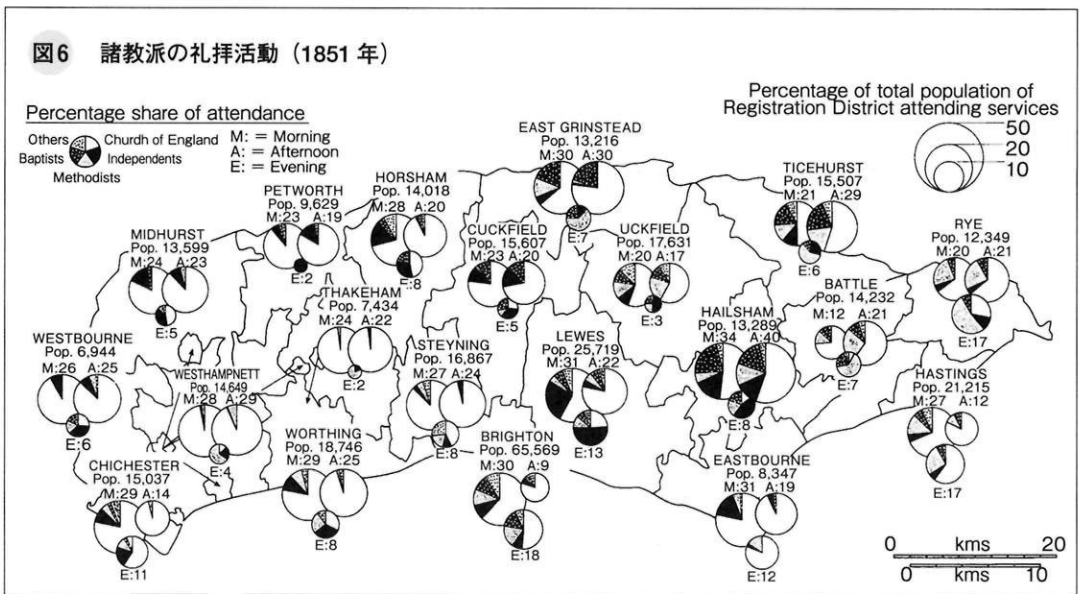 図6 諸教派の礼拝活動 (1851 年)
Percentage share of attendance
Others Churdh of England
Baptists Independents
Methodists
M: = Morning
A: = Afternoon
E: = Evening
Percentage of total population of
Registration District attending services
50
20
10
EAST GRINSTEAD
Pop. 13,216
M:30 A:30
E:7
TICEHURST
Pop. 15,507
M:21 A:29
E:6
HORSHAM
Pop. 14,018
M:28 A:20
E:8
PETWORTH
Pop. 9,629
M:23 A:19
E:2
CUCKFIELD
Pop. 15,607
M:23 A:20
E:5
UCKFIELD
Pop. 17,631
M:20 A:17
E:3
RYE
Pop. 12,349
M:20 A:21
E:17
MIDHURST
Pop. 13,599
M:24 A:23
E:5
BATTLE
Pop. 14,232
M:12 A:21
E:7
THAKEHAM
Pop. 7,434
M:24 A:22
E:2
HAILSHAM
Pop. 13,289
M:34 A:40
E:8
WESTBOURNE
Pop. 6,944
M:26 A:25
E:6
STEYNING
Pop. 16,867
M:27 A:24
E:8
LEWES
Pop. 25,719
M:31 A:22
E:13
WESTHAMPNETT
Pop. 14,649
M:28 A:29
E:4
HASTINGS
Pop. 21,215
M:27 A:12
E:17
WORTHING
Pop. 18,746
M:29 A:25
E:8
BRIGHTON
Pop. 65,569
M:30 A:9
E:18
EASTBOURNE
Pop. 8,347
M:31 A:19
E:12
CHICHESTER
Pop. 15,037
M:29 A:14
E:11
0 kms 20
0 kms 10